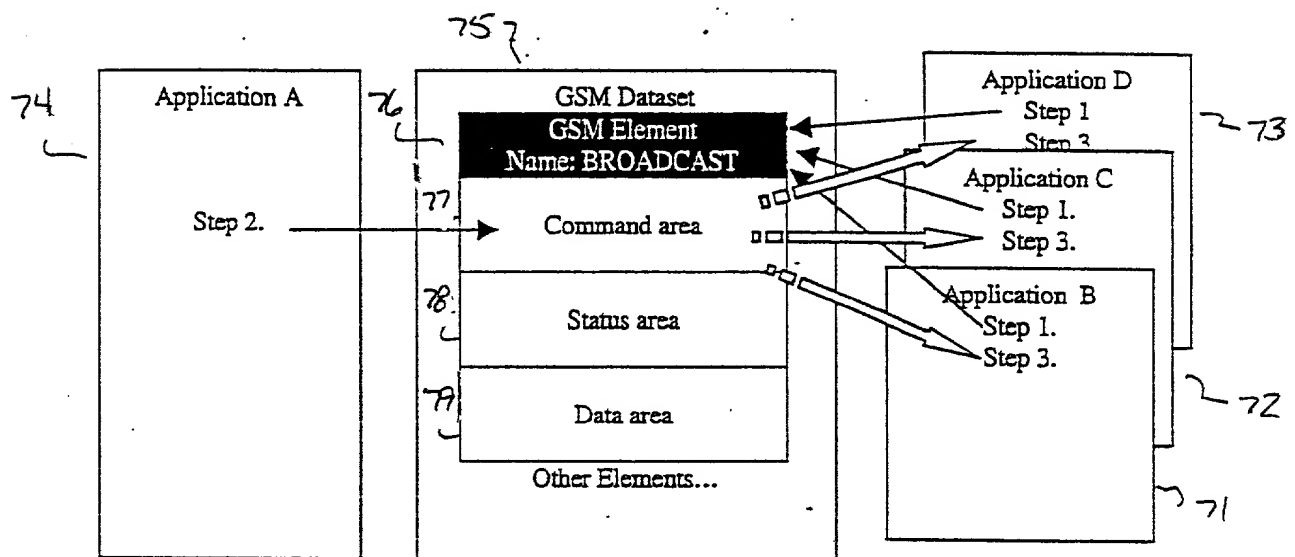 75
74
Application A
Step 2.
76
GSM Dataset
GSM Element
Name: BROADCAST
77
Command area
78
Status area
79
Data area
Other Elements...
Application D
Step 1
Step 3
73
Application C
Step 1.
Step 3.
72
Application B
Step 1.
Step 3.
71